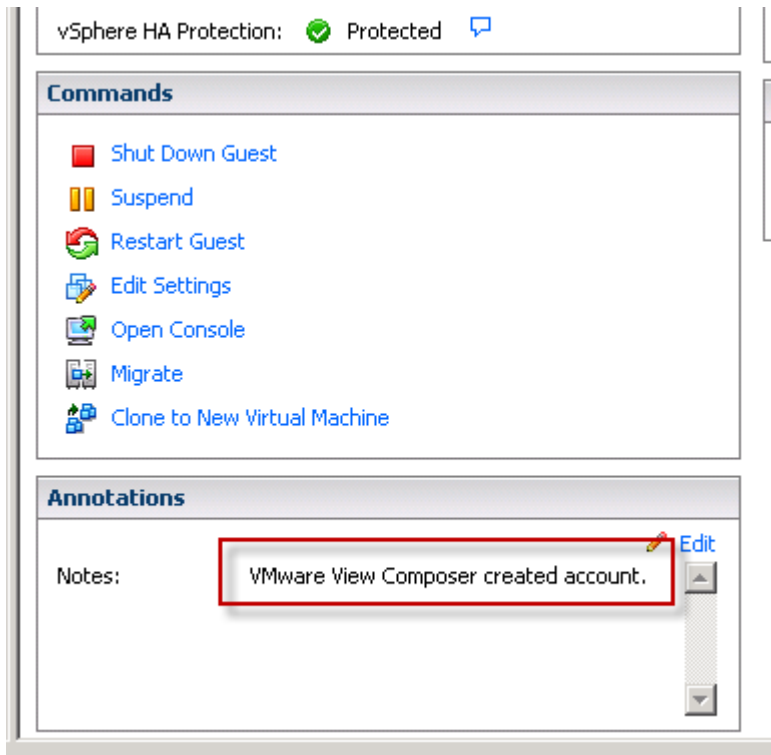 vSphere HA Protection: Protected
Commands
Shut Down Guest
Suspend
Restart Guest
Edit Settings
Open Console
Migrate
Clone to New Virtual Machine
Annotations
Edit
Notes: VMware View Composer created account.